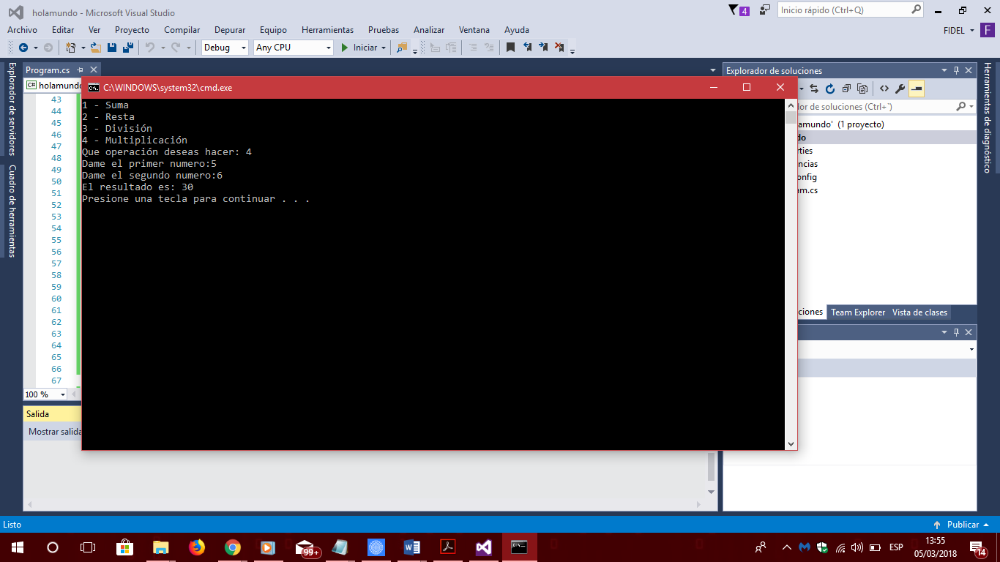 holamundo - Microsoft Visual Studio
4
Inicio rápido (Ctrl+Q)
Archivo Editar Ver Proyecto Compilar Depurar Equipo Herramientas Pruebas Analizar Ventana Ayuda
FIDEL
F
Debug
Any CPU
Iniciar
Explorador de servidores
Cuadro de herramientas
Program.cs
C# holamundo
43
44
45
46
47
48
49
50
51
52
53
54
55
56
57
58
59
60
61
62
63
64
65
66
67
100 %
C:\WINDOWS\system32\cmd.exe
1 - Suma
2 - Resta
3 - División
4 - Multiplicación
Que operación deseas hacer: 4
Dame el primer numero:5
Dame el segundo numero:6
El resultado es: 30
Presione una tecla para continuar . . .
Explorador de soluciones
dor de soluciones (Ctrl+`)
amundo' (1 proyecto)
do
rties
ncias
onfig
am.cs
ciones Team Explorer Vista de clases
Herramientas de diagnóstico
Salida
Mostrar salida
Listo
Publicar
99+
ESP
13:55
05/03/2018
14